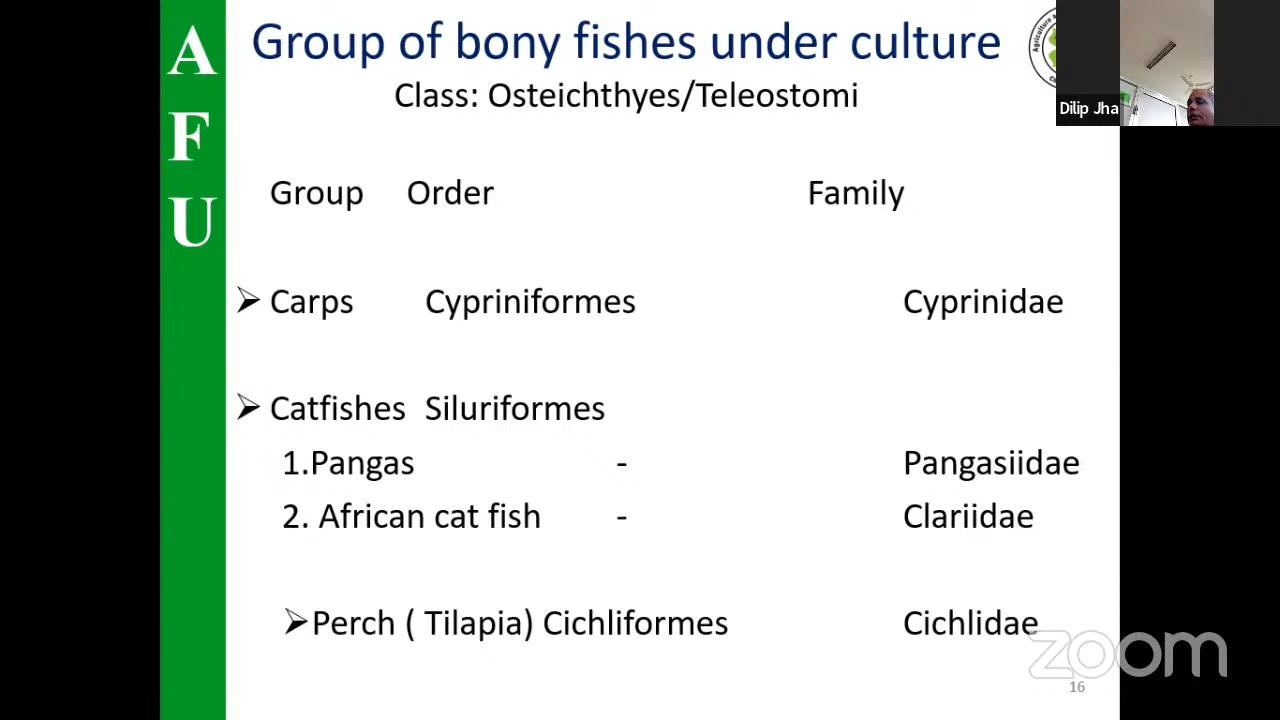 A
F
U
Group of bony fishes under culture
Class: Osteichthyes/Teleostomi
Dilip Jha
Group Order Family
➢ Carps Cypriniformes Cyprinidae
➢ Catfishes Siluriformes
1.Pangas - Pangasiidae
2. African cat fish - Clariidae
➢Perch ( Tilapia) Cichliformes Cichlidae
zoom
16